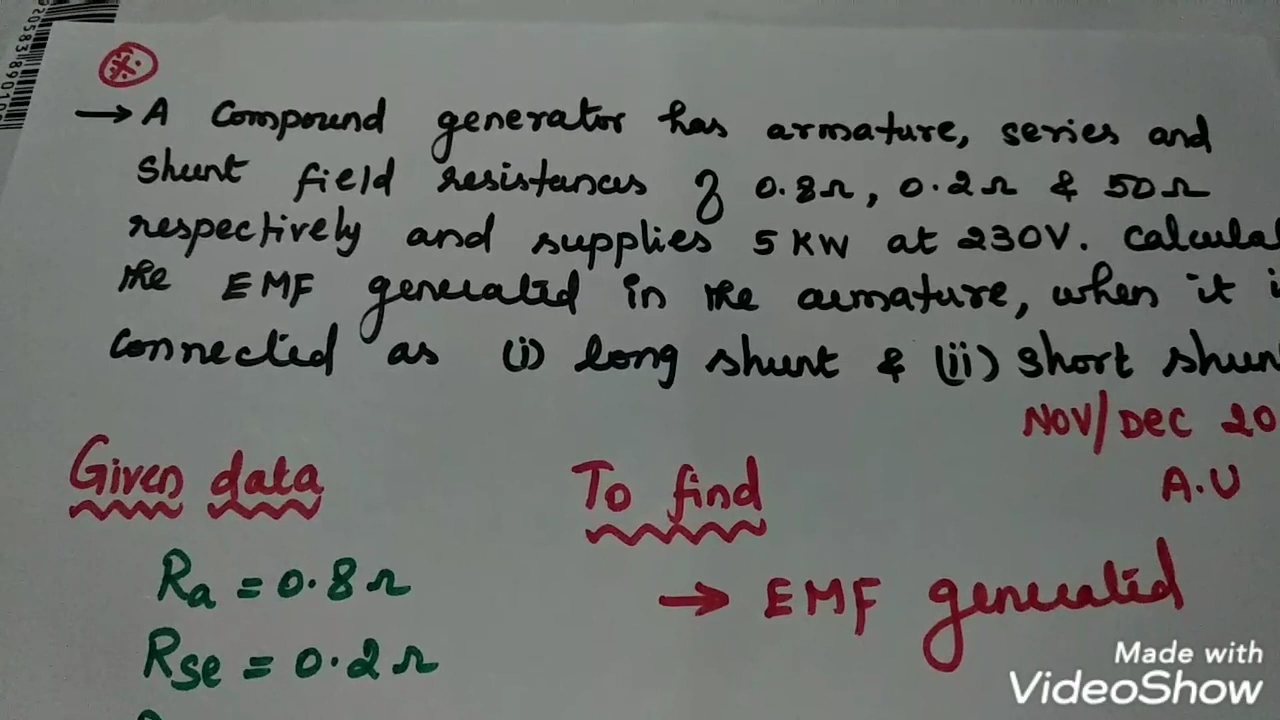 → A compound generator has armature, series and
shunt field resistances of 0.8Ω, 0.2Ω & 50Ω
respectively and supplies 5KW at 230V. calcula
the EMF generated in the armature, when it i
connected as (i) long shunt & (ii) short shun
NOV/DEC 20
A.U
Given data
To find
Ra = 0.8Ω
→ EMF generated
Rse = 0.2Ω
Made with
VideoShow